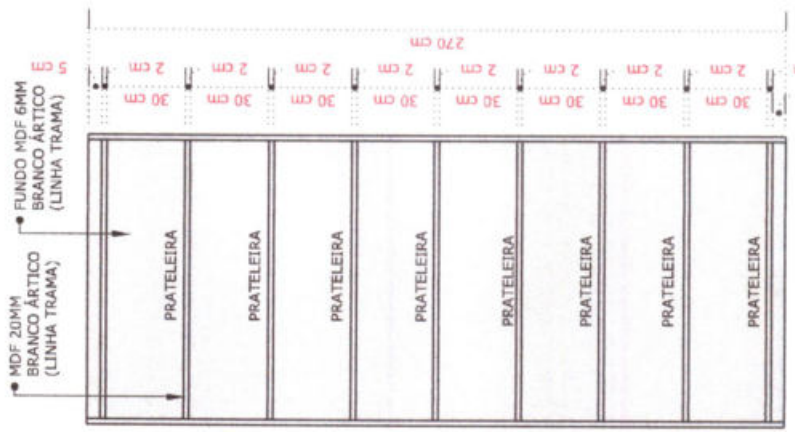 270 cm
5 cm
2 cm
2 cm
2 cm
2 cm
2 cm
2 cm
2 cm
2 cm
30 cm
30 cm
30 cm
30 cm
30 cm
30 cm
30 cm
30 cm
FUNDO MDF 6MM
BRANCO ÁRTICO
(LINHA TRAMA)
MDF 20MM
BRANCO ÁRTICO
(LINHA TRAMA)
PRATELEIRA
PRATELEIRA
PRATELEIRA
PRATELEIRA
PRATELEIRA
PRATELEIRA
PRATELEIRA
PRATELEIRA